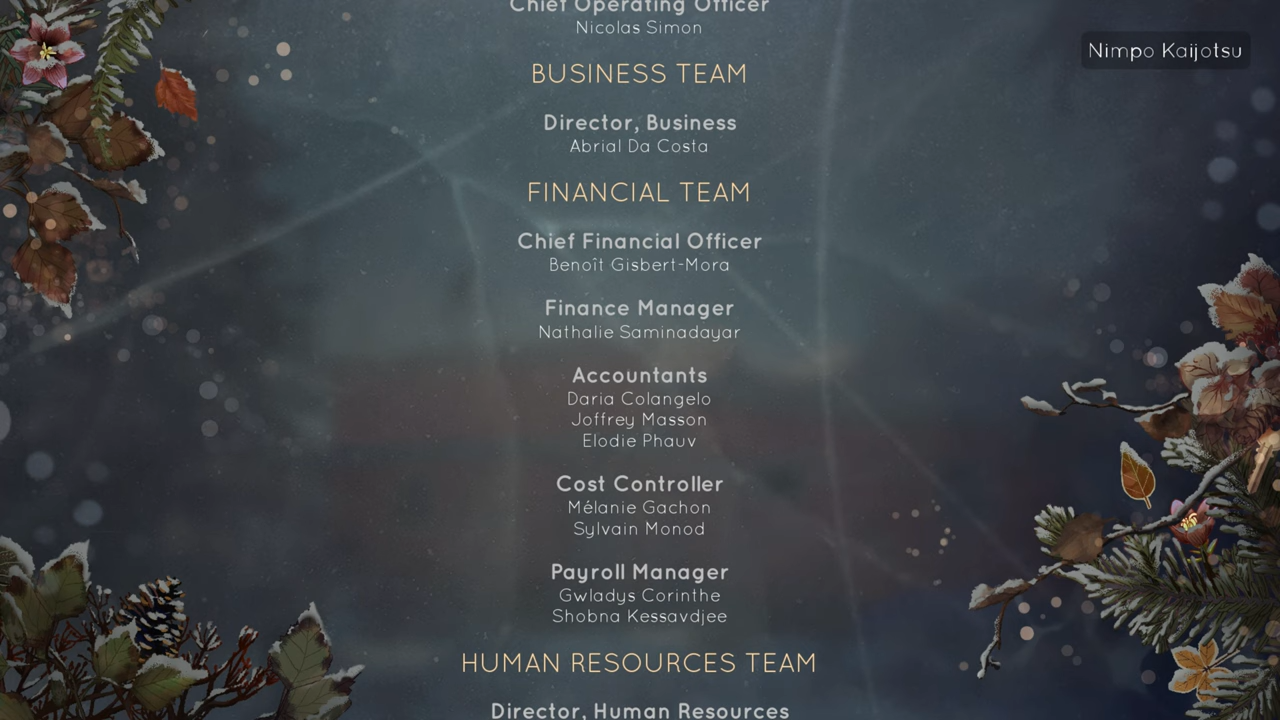 Chief Operating Officer
Nicolas Simon
Nimpo Kaijotsu
BUSINESS TEAM
Director, Business
Abrial Da Costa
FINANCIAL TEAM
Chief Financial Officer
Benoît Gisbert-Mora
Finance Manager
Nathalie Saminadayar
Accountants
Daria Colangelo
Joffrey Masson
Elodie Phauv
Cost Controller
Mélanie Gachon
Sylvain Monod
Payroll Manager
Gwladys Corinthe
Shobna Kessavdjee
HUMAN RESOURCES TEAM
Director, Human Resources